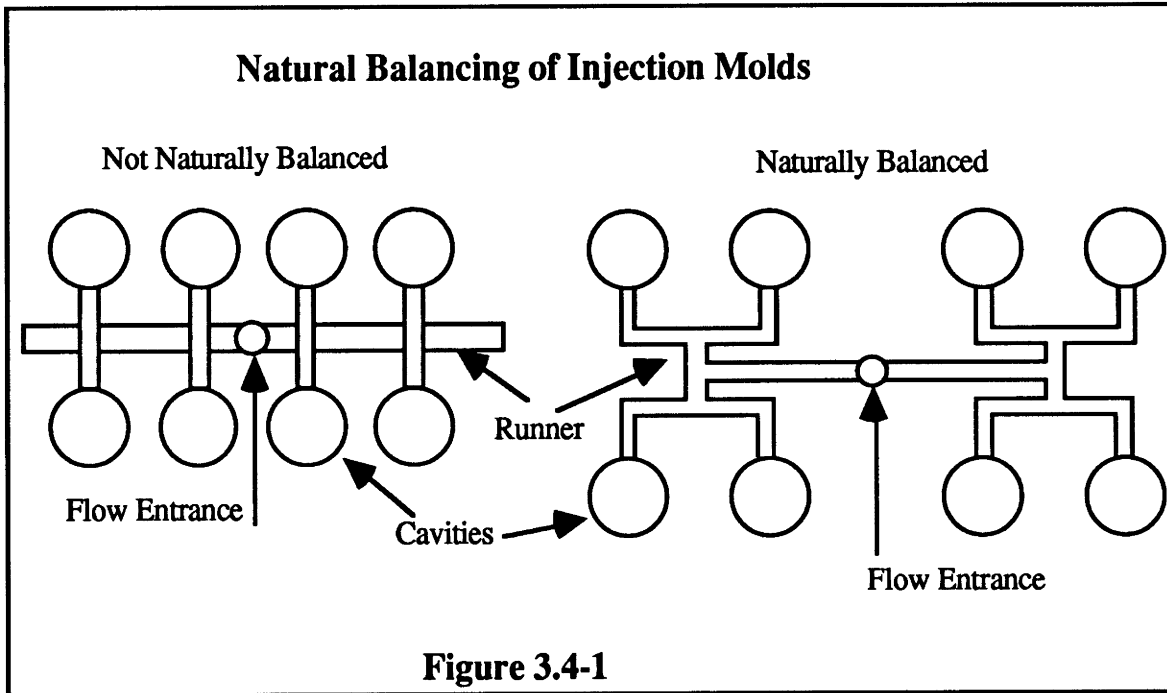 Natural Balancing of Injection Molds
Not Naturally Balanced
Naturally Balanced
Runner
Flow Entrance
Cavities
Flow Entrance
Figure 3.4-1